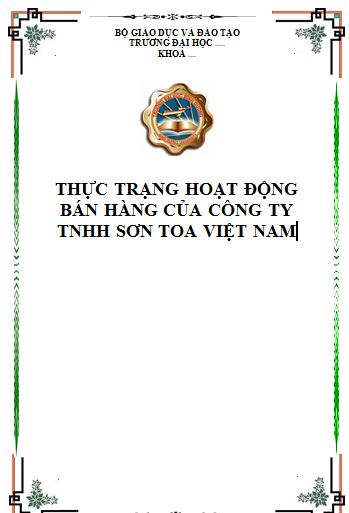 BỘ GIÁO DỤC VÀ ĐÀO TẠO
TRƯỜNG ĐẠI HỌC .....
KHOA ....
THỰC TRẠNG HOẠT ĐỘNG
BÁN HÀNG CỦA CÔNG TY
TNHH SƠN TOA VIỆT NAM